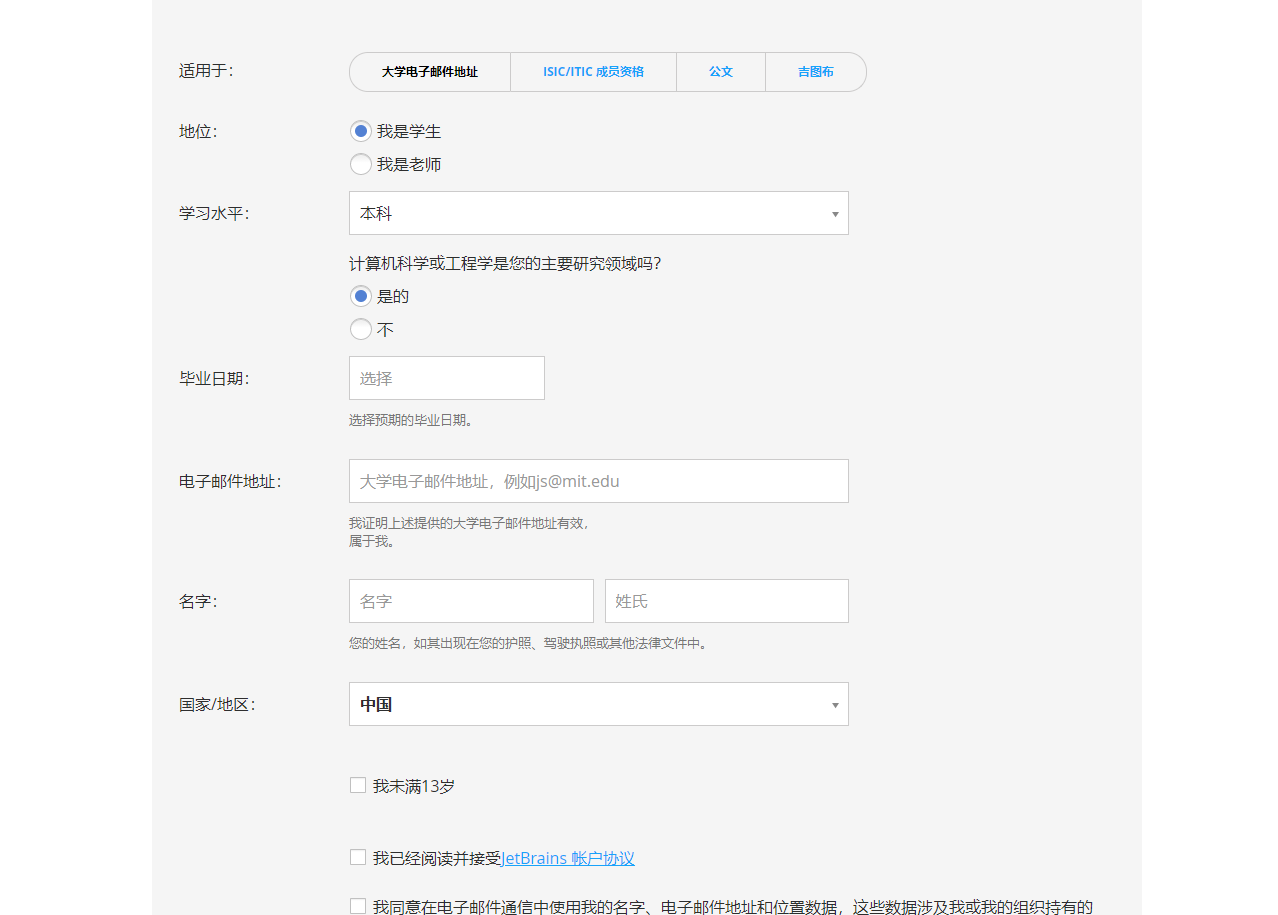 适用于：
大学电子邮件地址 ISIC/ITIC 成员资格 公文 吉图布
地位： 我是学生
我是老师
学习水平： 本科
计算机科学或工程学是您的主要研究领域吗？
是的
不
毕业日期： 选择
选择预期的毕业日期。
电子邮件地址： 大学电子邮件地址，例如js@mit.edu
我证明上述提供的大学电子邮件地址有效，
属于我。
名字： 名字 姓氏
您的姓名，如其出现在您的护照、驾驶执照或其他法律文件中。
国家/地区： 中国
我未满13岁
我已经阅读并接受JetBrains 帐户协议
我同意在电子邮件通信中使用我的名字、电子邮件地址和位置数据，这些数据涉及我或我的组织持有的